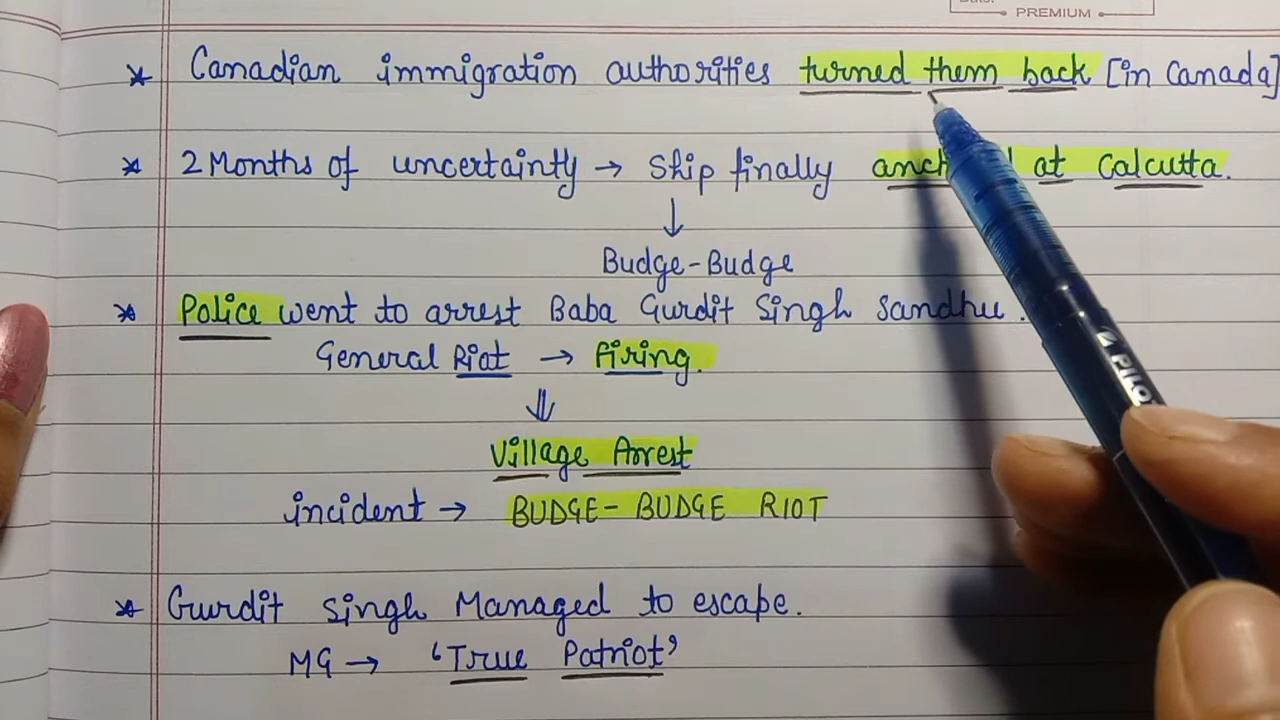 PREMIUM
* Canadian immigration authorities turned them back [in Canada]
* 2 Months of uncertainty → Ship finally at Calcutta.
↓
Budge-Budge
* Police went to arrest Baba Gurdit Singh Sandhu.
General Riot → firing.
⇓
Village Arrest
incident → BUDGE-BUDGE RIOT
* Gurdit Singh Managed to escape.
MG → 'True Patriot'
PILOT